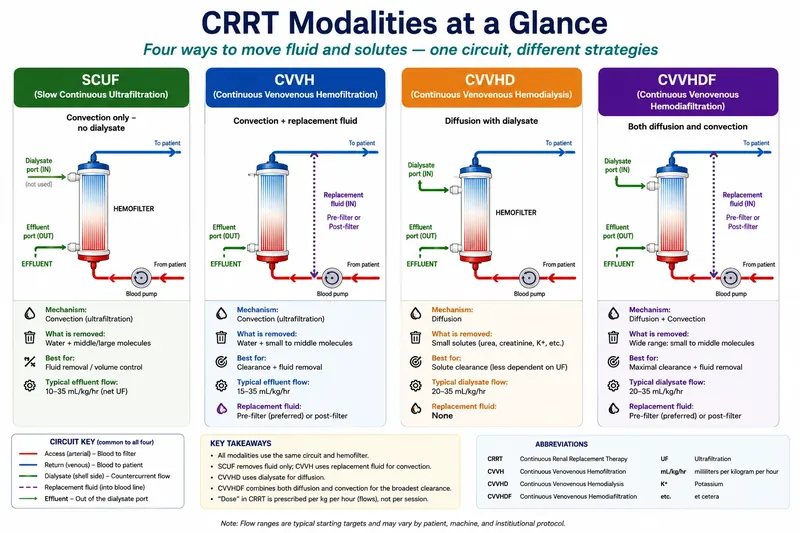 CRRT Modalities at a Glance
Four ways to move fluid and solutes — one circuit, different strategies
SCUF
(Slow Continuous Ultrafiltration)
Convection only –
no dialysate
To patient
Dialysate
port (IN)
(not used)
HEMOFILTER
Effluent
port (OUT)
EFFLUENT
From patient
Blood pump
Mechanism:
Convection (ultrafiltration)
What is removed:
Water + middle/large molecules
Best for:
Fluid removal / volume control
Typical effluent flow:
10–35 mL/kg/hr (net UF)
CVVH
(Continuous Venovenous Hemofiltration)
Convection + replacement fluid
To patient
Replacement
fluid (IN)
Pre-filter or
Post-filter
Effluent
port (OUT)
EFFLUENT
From patient
Blood pump
Mechanism:
Convection (ultrafiltration)
What is removed:
Water + small to middle molecules
Best for:
Clearance + fluid removal
Typical effluent flow:
15–35 mL/kg/hr
Replacement fluid:
Pre-filter (preferred) or post-filter
CVVHD
(Continuous Venovenous Hemodialysis)
Diffusion with dialysate
To patient
Dialysate
port (IN)
HEMOFILTER
Effluent
port (OUT)
EFFLUENT
From patient
Blood pump
Mechanism:
Diffusion
What is removed:
Small solutes (urea, creatinine, K+, etc.)
Best for:
Solute clearance (less dependent on UF)
Typical dialysate flow:
20–35 mL/kg/hr
Replacement fluid:
None
CVVHDF
(Continuous Venovenous
Hemodiafiltration)
Both diffusion and convection
To patient
Dialysate
port (IN)
Replacement
fluid (IN)
Pre-filter or
Post-filter
Effluent
port (OUT)
EFFLUENT
From patient
Blood pump
Mechanism:
Diffusion + Convection
What is removed:
Wide range: small to middle molecules
Best for:
Maximal clearance + fluid removal
Typical dialysate flow:
20–35 mL/kg/hr
Replacement fluid:
Pre-filter (preferred) or post-filter
CIRCUIT KEY (common to all four)
Access (arterial) – Blood to filter
Return (venous) – Blood to patient
Dialysate (shell side) – Countercurrent flow
Replacement fluid (into blood line)
Effluent – Out of the dialysate port
KEY TAKEAWAYS
• All modalities use the same circuit and hemofilter.
• SCUF removes fluid only; CVVH uses replacement fluid for convection.
• CVVHD uses dialysate for diffusion.
• CVVHDF combines both diffusion and convection for the broadest clearance.
• "Dose" in CRRT is prescribed per kg per hour (flows), not per session.
ABBREVIATIONS
CRRT Continuous Renal Replacement Therapy UF Ultrafiltration
CVVH Continuous Venovenous Hemofiltration mL/kg/hr milliliters per kilogram per hour
CVVHD Continuous Venovenous Hemodialysis K+ Potassium
CVVHDF Continuous Venovenous Hemodiafiltration etc. et cetera
Note: Flow ranges are typical starting targets and may vary by patient, machine, and institiutional protocol.